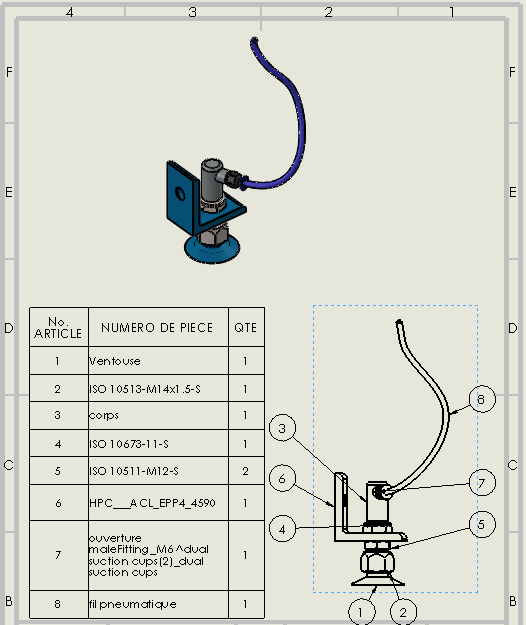 4 3 2 1
F F
E E
D D
No. ARTICLE NUMERO DE PIECE QTE
1 Ventouse 1
2 ISO 10513-M14x1.5-S 1
3 corps 1
4 ISO 10673-11-S 1
5 ISO 10511-M12-S 2
6 HPC___ACL_EPP4_4590 1
7 ouverture
maleFitting_M6^dual
suction cups(2)_dual
suction cups 1
8 fil pneumatique 1
8
3
6 7
4 5
1 2
C C
B B